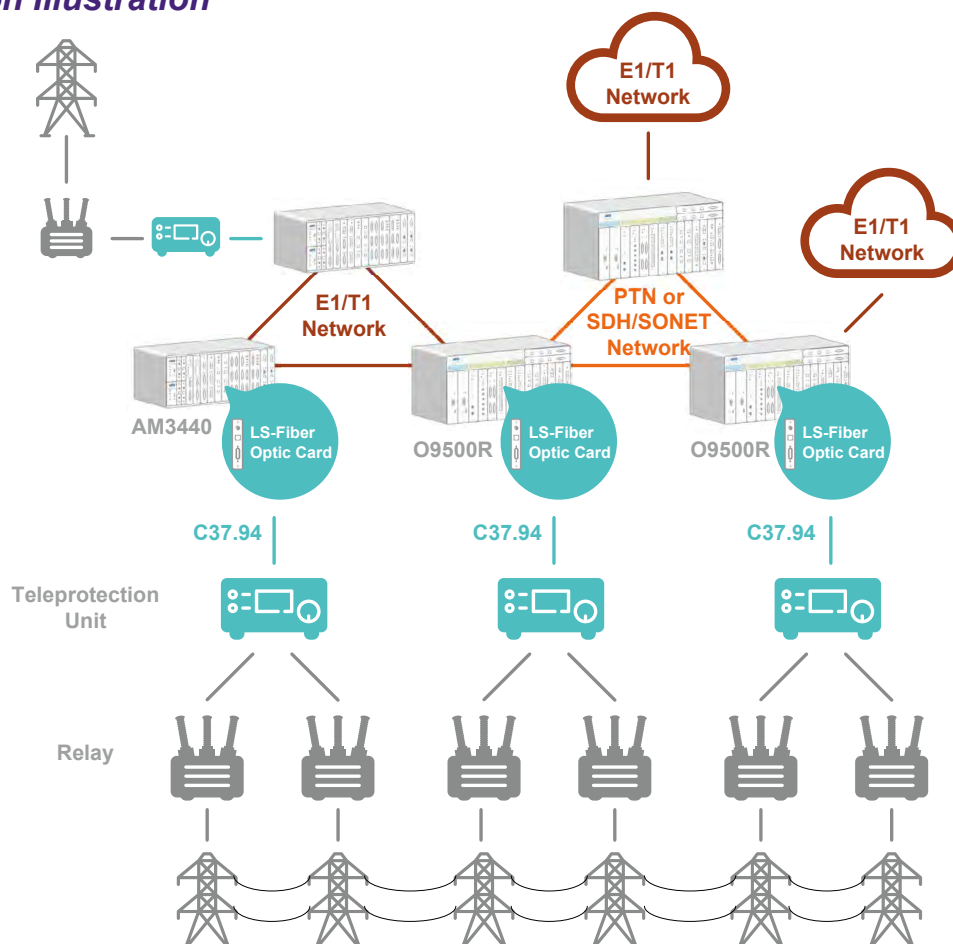 on Illustration
E1/T1
Network
E1/T1
Network
E1/T1
Network
PTN or
SDH/SONET
Network
AM3440
LS-Fiber
Optic Card
O9500R
LS-Fiber
Optic Card
O9500R
LS-Fiber
Optic Card
C37.94
C37.94
C37.94
Teleprotection
Unit
Relay